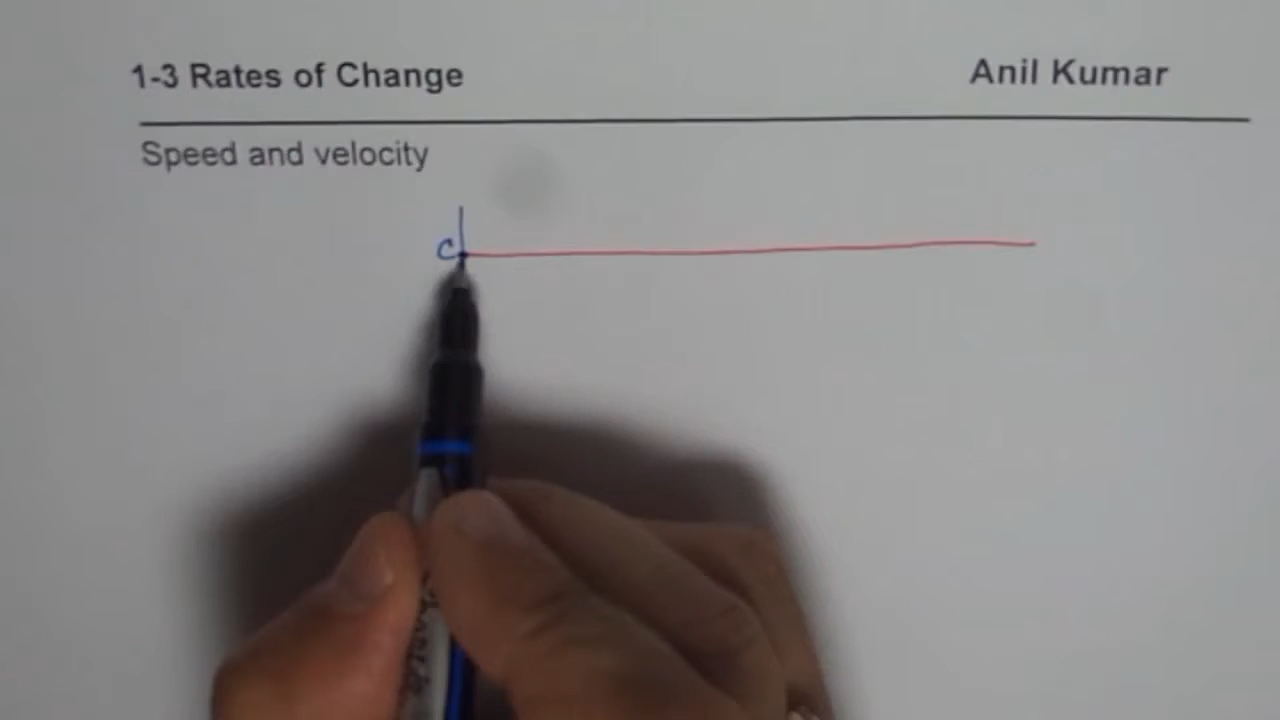 1-3 Rates of Change Anil Kumar
Speed and velocity
C